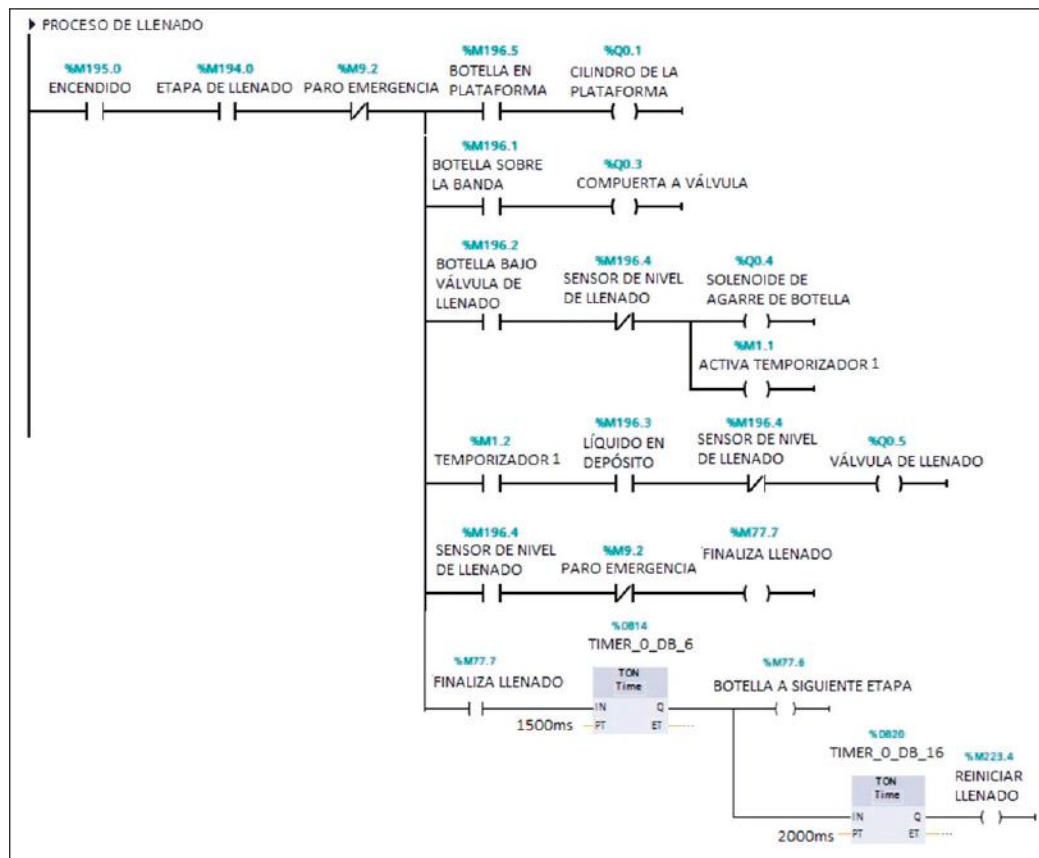 PROCESO DE LLENADO
%M195.0
ENCENDIDO
%M194.0
ETAPA DE LLENADO
%M9.2
PARO EMERGENCIA
%M196.5
BOTELLA EN
PLATAFORMA
%Q0.1
CILINDRO DE LA
PLATAFORMA
%M196.1
BOTELLA SOBRE
LA BANDA
%Q0.3
COMPUERTA A VÁLVULA
%M196.2
BOTELLA BAJO
VÁLVULA DE
LLENADO
%M196.4
SENSOR DE NIVEL
DE LLENADO
%Q0.4
SOLENOIDE DE
AGARRE DE BOTELLA
%M1.1
ACTIVA TEMPORIZADOR 1
%M1.2
TEMPORIZADOR 1
%M196.3
LÍQUIDO EN
DEPÓSITO
%M196.4
SENSOR DE NIVEL
DE LLENADO
%Q0.5
VÁLVULA DE LLENADO
%M196.4
SENSOR DE NIVEL
DE LLENADO
%M9.2
PARO EMERGENCIA
%M77.7
FINALIZA LLENADO
%M77.7
FINALIZA LLENADO
%DB14
TIMER_0_DB_6
TON
Time
IN Q
1500ms PT ET
%M77.6
BOTELLA A SIGUIENTE ETAPA
%DB20
TIMER_0_DB_16
TON
Time
IN Q
2000ms PT ET
%M223.4
REINICIAR
LLENADO